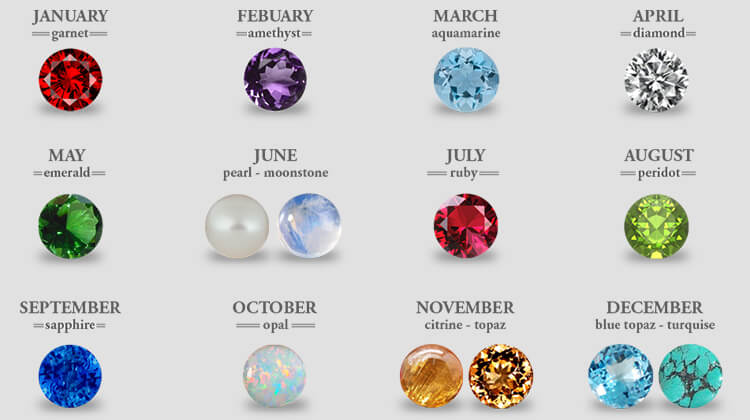 JANUARY
garnet
FEBUARY
amethyst
MARCH
aquamarine
APRIL
diamond
MAY
emerald
JUNE
pearl - moonstone
JULY
ruby
AUGUST
peridot
SEPTEMBER
sapphire
OCTOBER
opal
NOVEMBER
citrine - topaz
DECEMBER
blue topaz - turquise